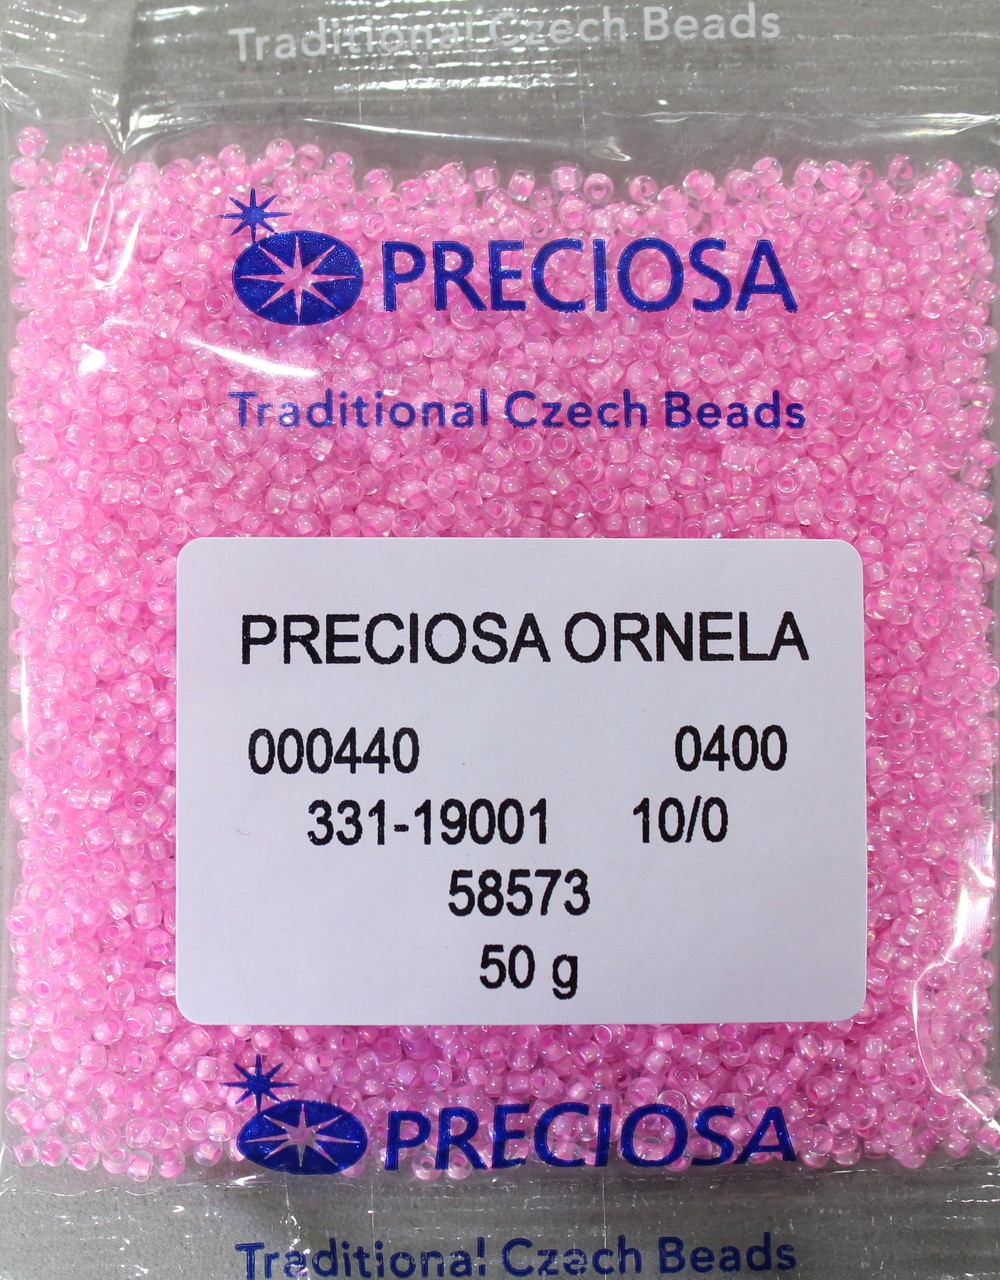 Traditional Czech Beads
PRECIOSA
Traditional Czech Beads
PRECIOSA ORNELA
000440 0400
331-19001 10/0
58573
50 g
PRECIOSA
Traditional Czech Beads